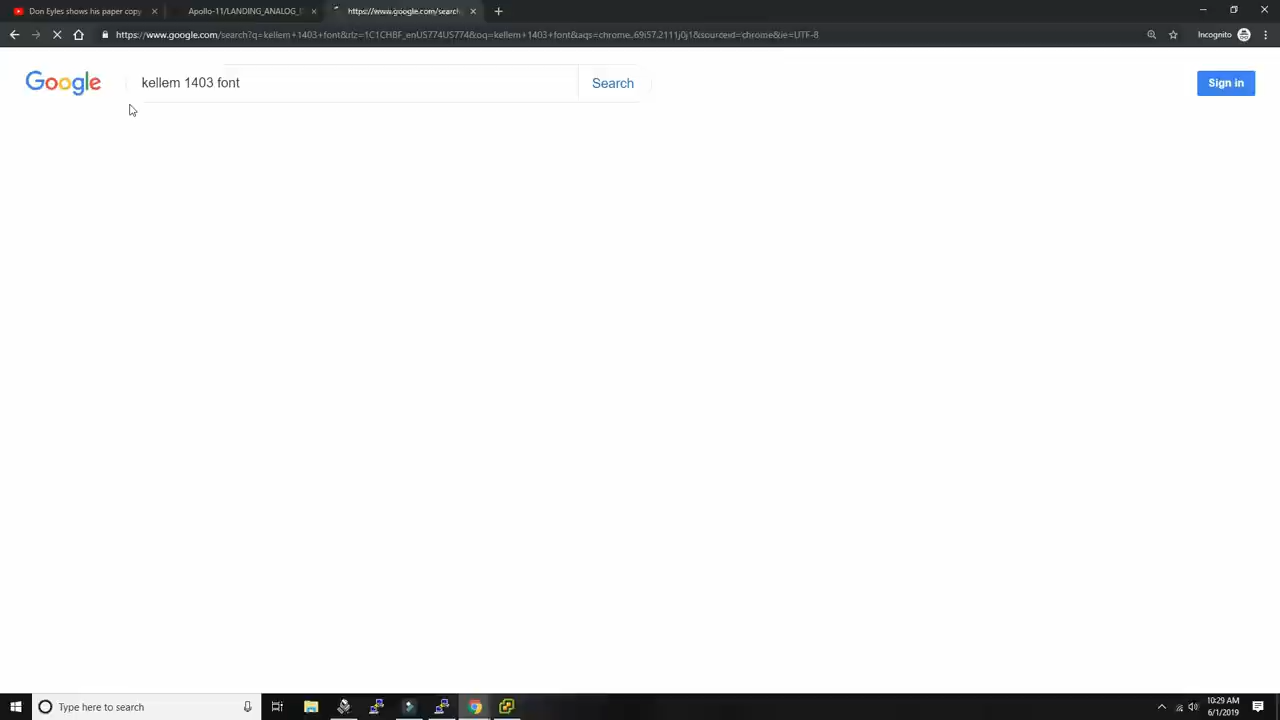 Don Eyles shows his paper copy
Apollo-11/LANDING_ANALOG_
https://www.google.com/search
https://www.google.com/search?q=kellem+1403+font&rlz=1C1CHBF_enUS774US774&oq=kellem+1403+font&aqs=chrome..69i57.2111j0j1&sourceid=chrome&ie=UTF-8
Incognito
Google
kellem 1403 font
Search
Sign in
Type here to search
10:29 AM
6/1/2019